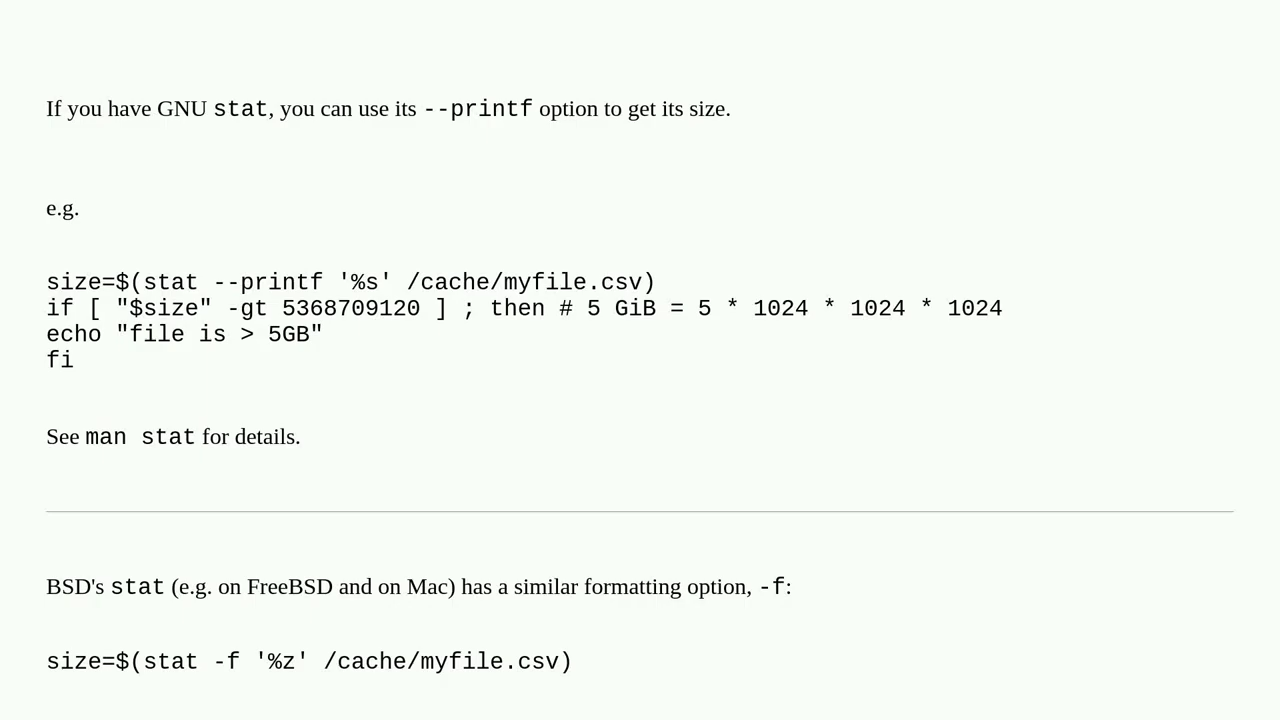 If you have GNU stat, you can use its --printf option to get its size.
e.g.
size=$(stat --printf '%s' /cache/myfile.csv)
if [ "$size" -gt 5368709120 ] ; then # 5 GiB = 5 * 1024 * 1024 * 1024
echo "file is > 5GB"
fi
See man stat for details.
BSD's stat (e.g. on FreeBSD and on Mac) has a similar formatting option, -f:
size=$(stat -f '%z' /cache/myfile.csv)